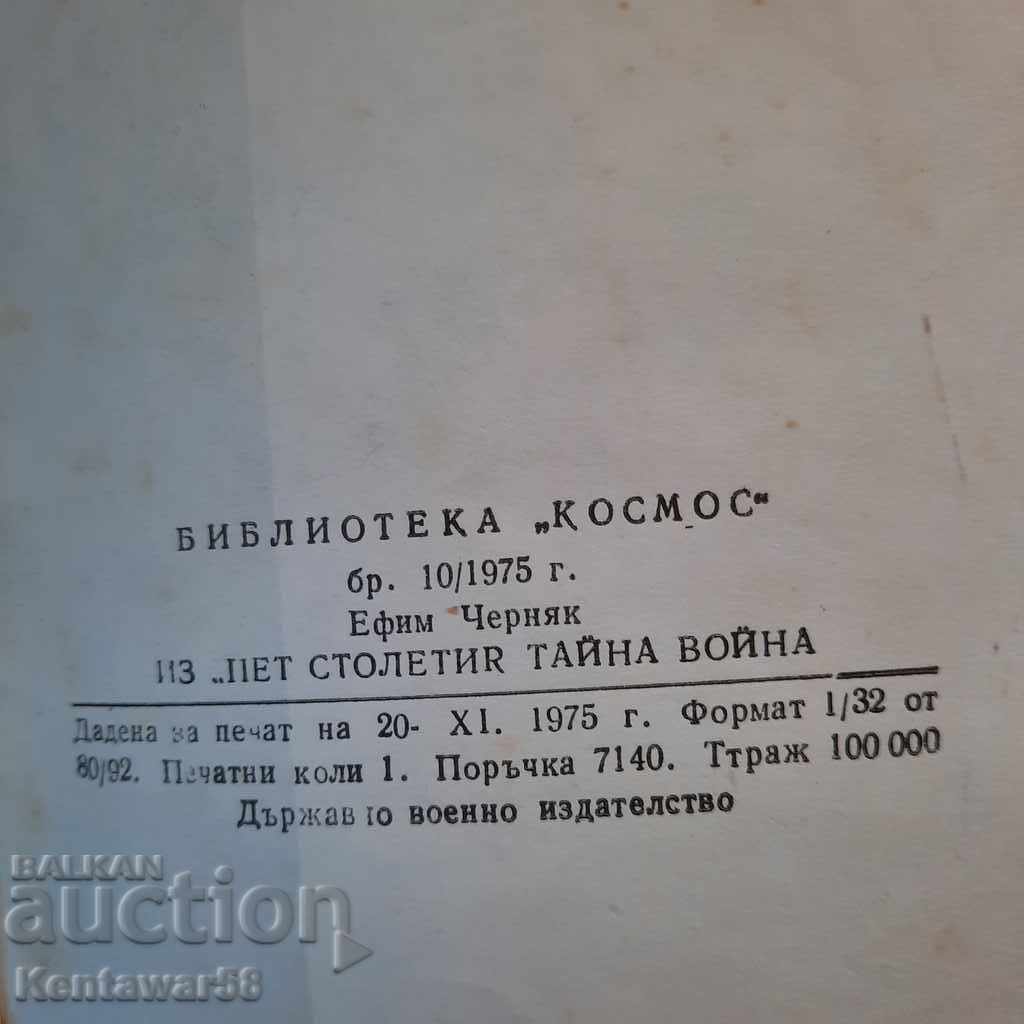 БИБЛИОТЕКА „КОСМОС“
бр. 10/1975 г.
Ефим Черняк
ИЗ „ПЕТ СТОЛЕТИR ТАЙНА ВОЙНА
Дадена за печат на 20- XI. 1975 г. Формат 1/32 от
80/92. Печатни коли 1. Поръчка 7140. Ттраж 100 000
Държавно военно издателство
BALKAN
auction
Kentawar58